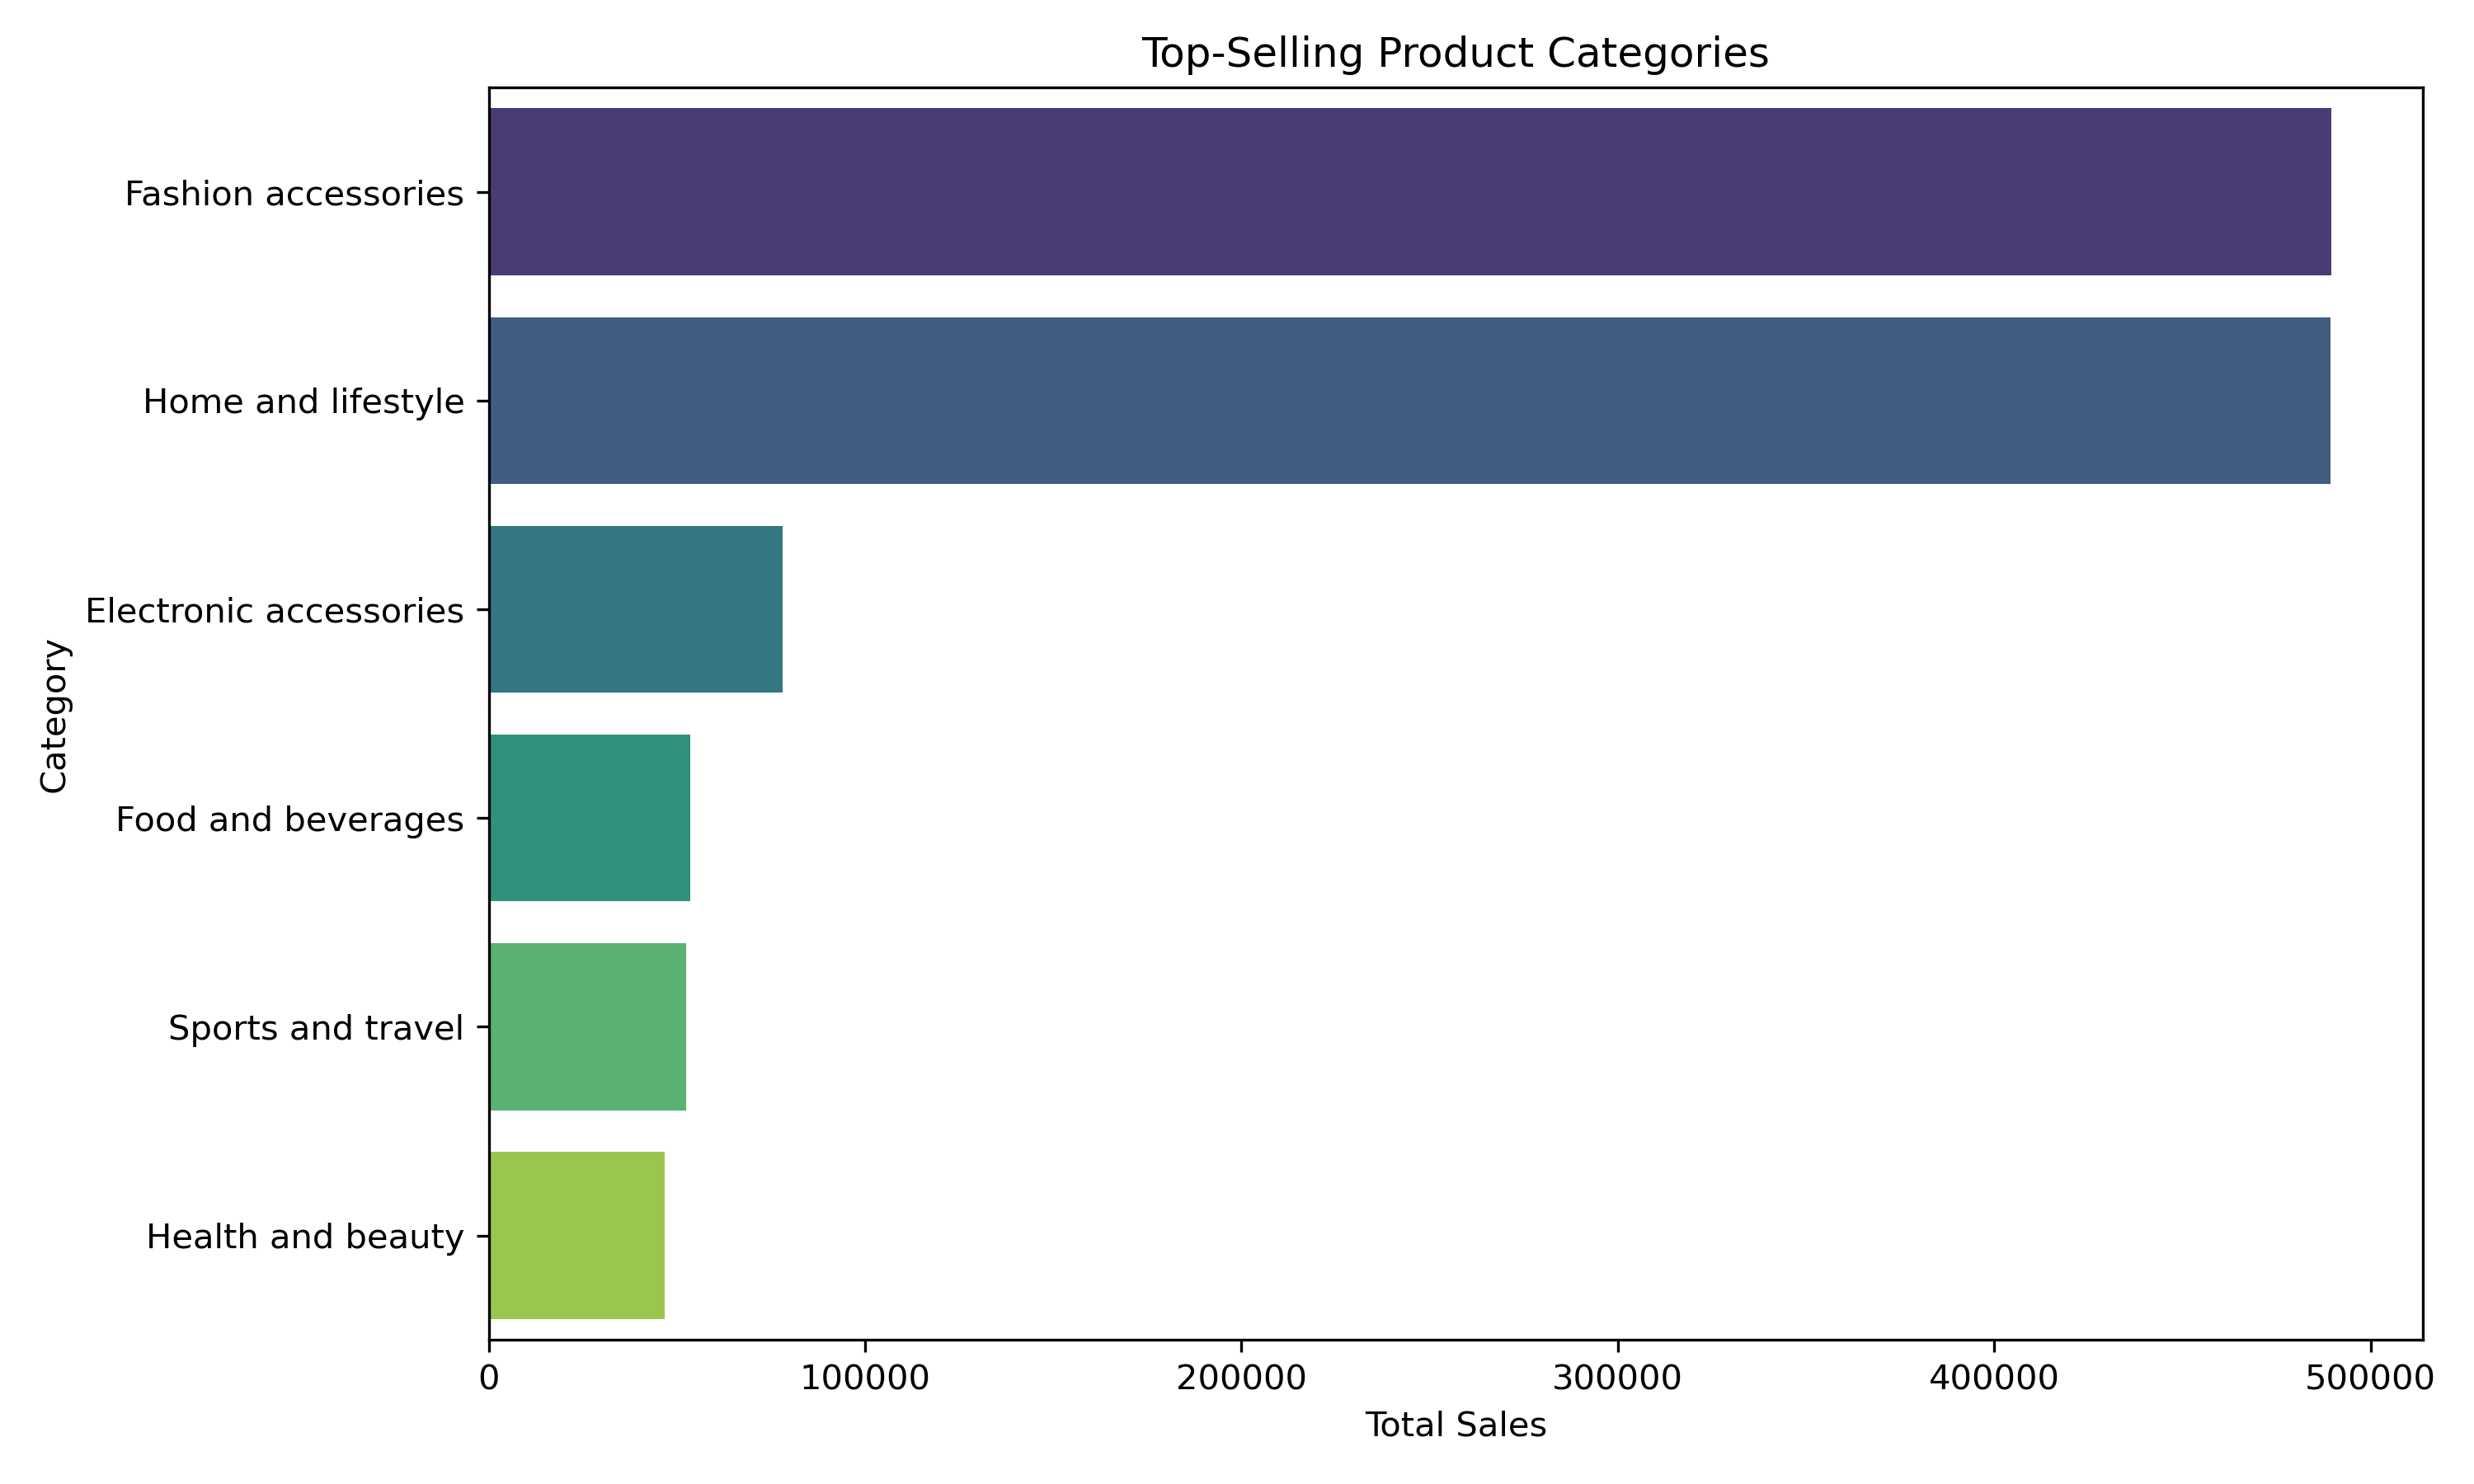 Top-Selling Product Categories
Fashion accessories
Home and lifestyle
Electronic accessories
Food and beverages
Sports and travel
Health and beauty
Category
0 100000 200000 300000 400000 500000
Total Sales